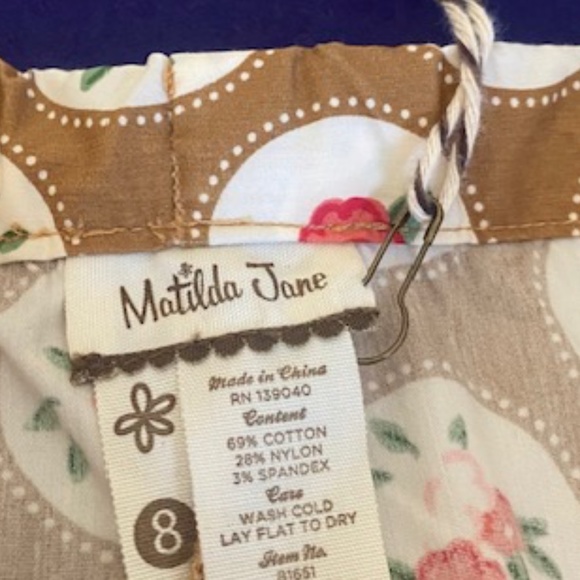 Matilda Jane
Made in China
RN 139040
Content
69% COTTON
28% NYLON
3% SPANDEX
Care
WASH COLD
LAY FLAT TO DRY
Item No.
81651
8